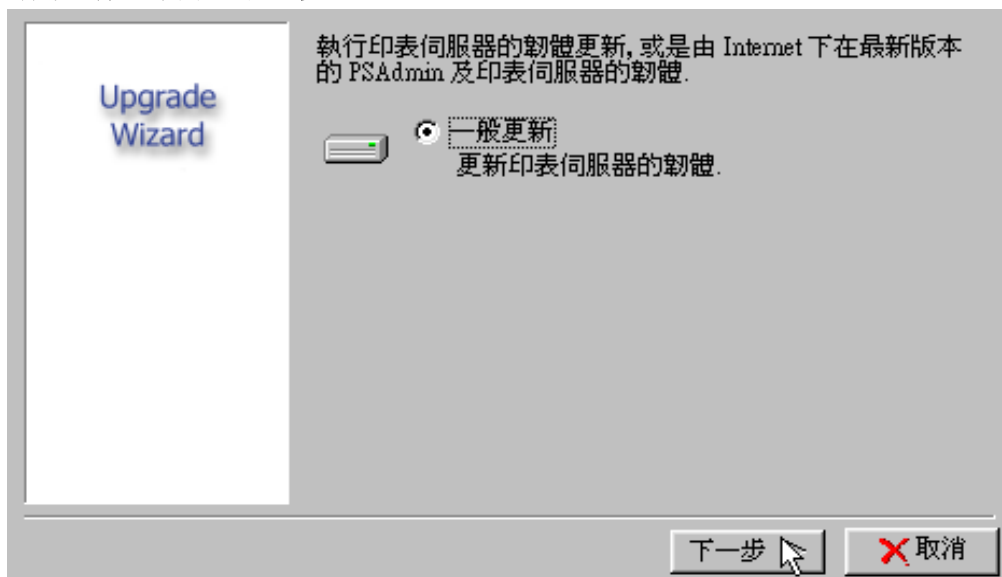 Upgrade
Wizard
執行印表伺服器的韌體更新, 或是由 Internet 下在最新版本
的 PSAdmin 及印表伺服器的韌體.
一般更新
更新印表伺服器的韌體.
下一步
取消